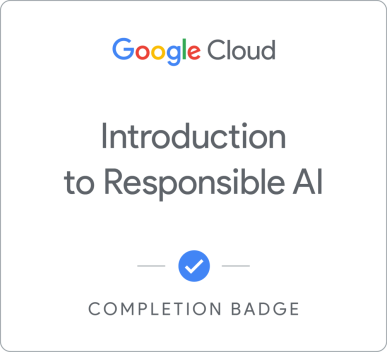 Google Cloud
Introduction
to Responsible AI
COMPLETION BADGE